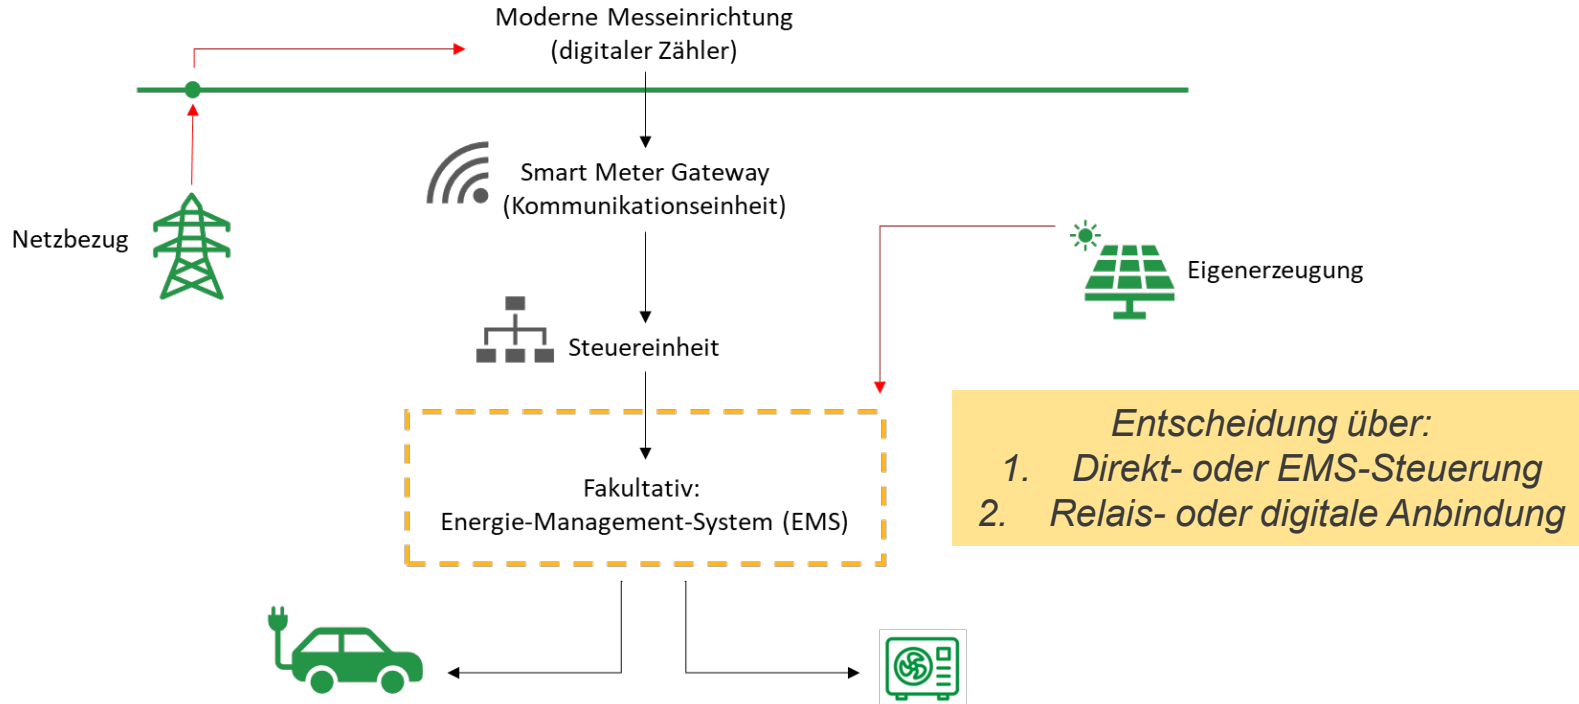 Moderne Messeinrichtung
(digitaler Zähler)
Smart Meter Gateway
(Kommunikationseinheit)
Netzbezug
Eigenerzeugung
Steuereinheit
Fakultativ:
Energie-Management-System (EMS)
Entscheidung über:
1. Direkt- oder EMS-Steuerung
2. Relais- oder digitale Anbindung